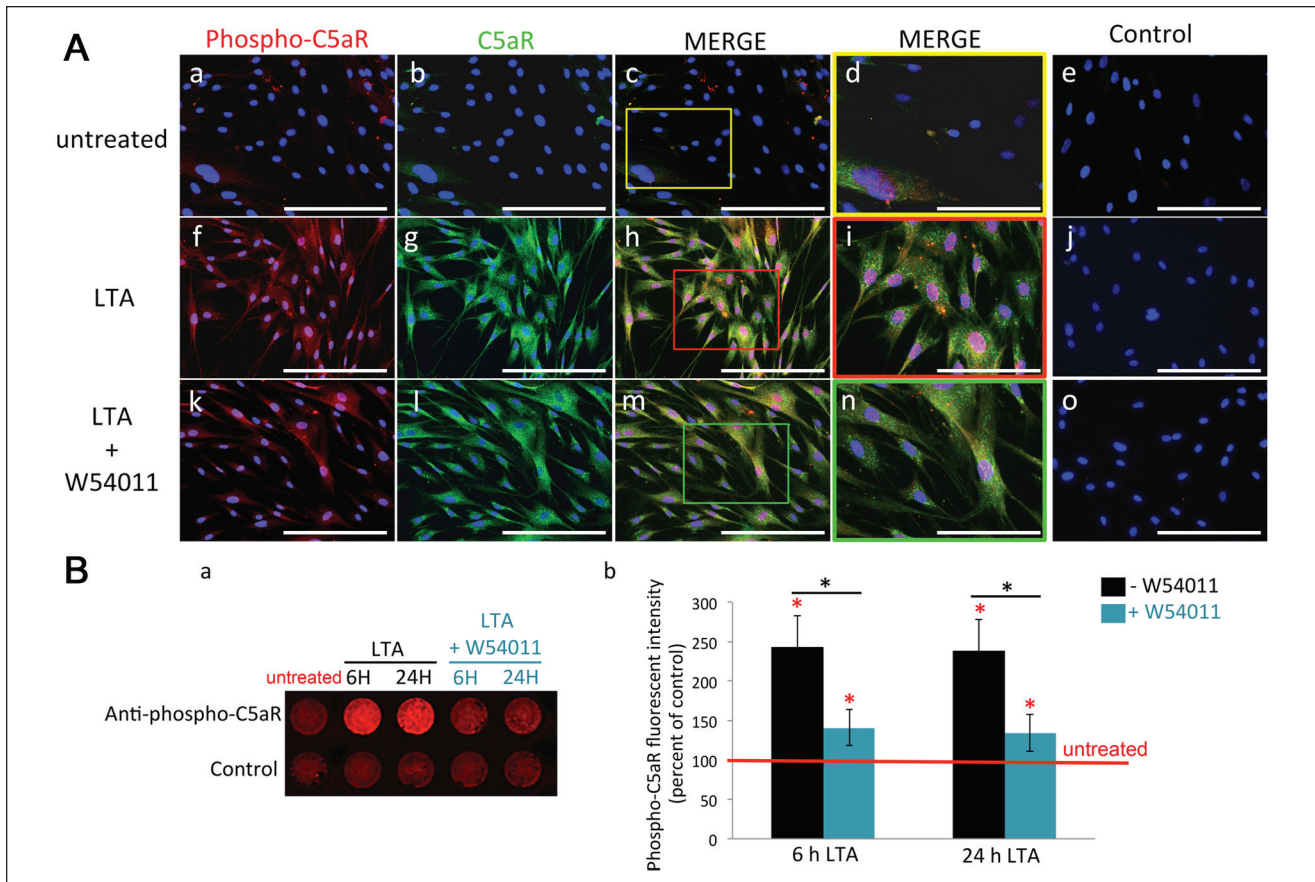 A
Phospho-C5aR C5aR MERGE MERGE Control
a b c d e
untreated
f g h i j
LTA
k l m n o
LTA
+
W54011
B
a
LTA
LTA + W54011
untreated 6H 24H 6H 24H
Anti-phospho-C5aR
Control
b
- W54011
+ W54011
* *
* * * *
Phospho-C5aR fluorescent intensity
(percent of control)
300
250
200
150
100
50
0
untreated
6 h LTA 24 h LTA